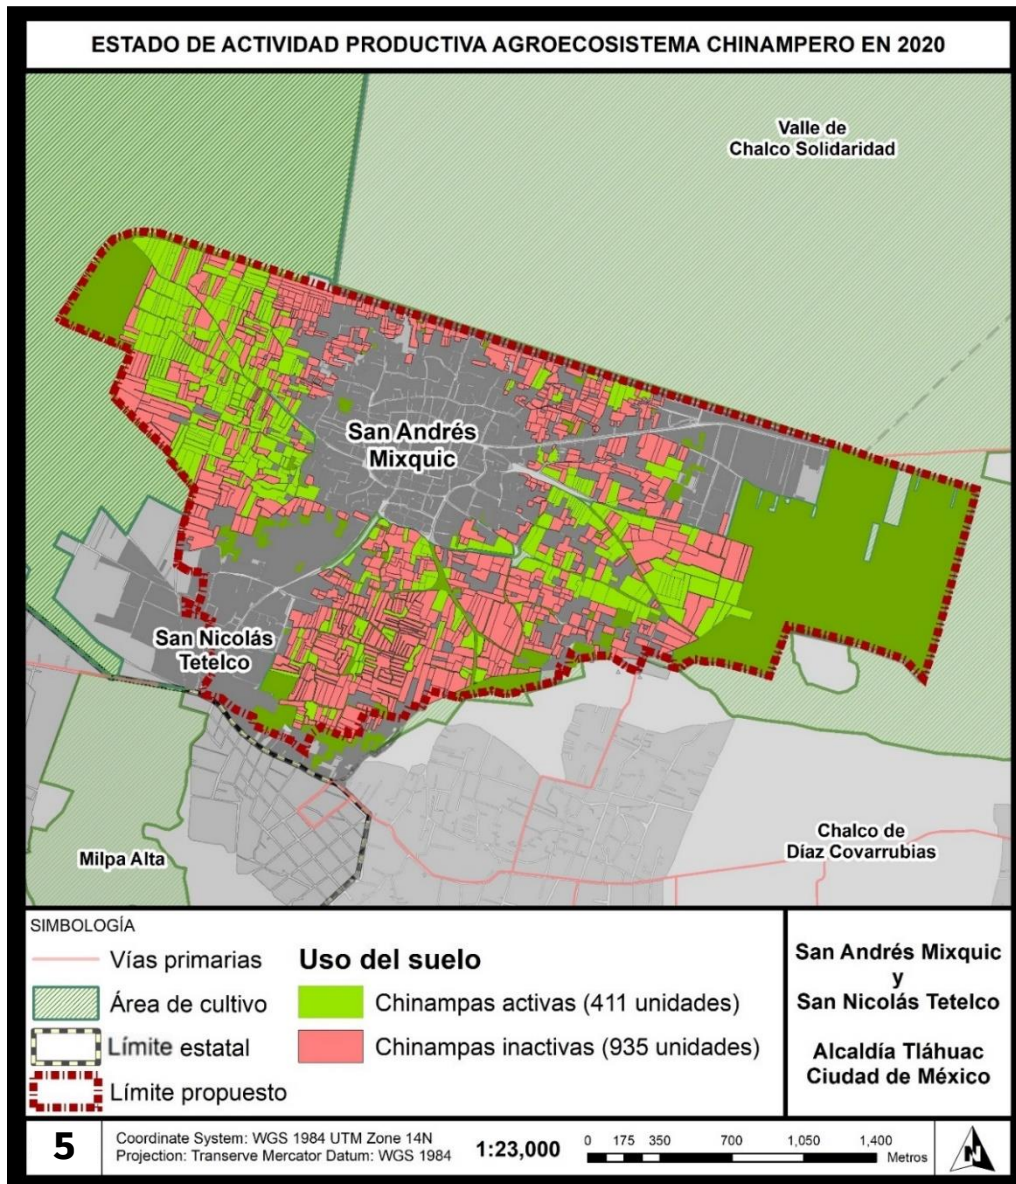 ESTADO DE ACTIVIDAD PRODUCTIVA AGROECOSISTEMA CHINAMPERO EN 2020
Valle de
Chalco Solidaridad
San Andrés
Mixquic
San Nicolás
Tetelco
Milpa Alta
Chalco de
Díaz Covarrubias
SIMBOLOGÍA
Vías primarias
Área de cultivo
Límite estatal
Límite propuesto
Uso del suelo
Chinampas activas (411 unidades)
Chinampas inactivas (935 unidades)
San Andrés Mixquic
y
San Nicolás Tetelco
Alcaldía Tláhuac
Ciudad de México
5
Coordinate System: WGS 1984 UTM Zone 14N
Projection: Transerve Mercator Datum: WGS 1984
1:23,000
0 175 350 700 1,050 1,400
Metros
N